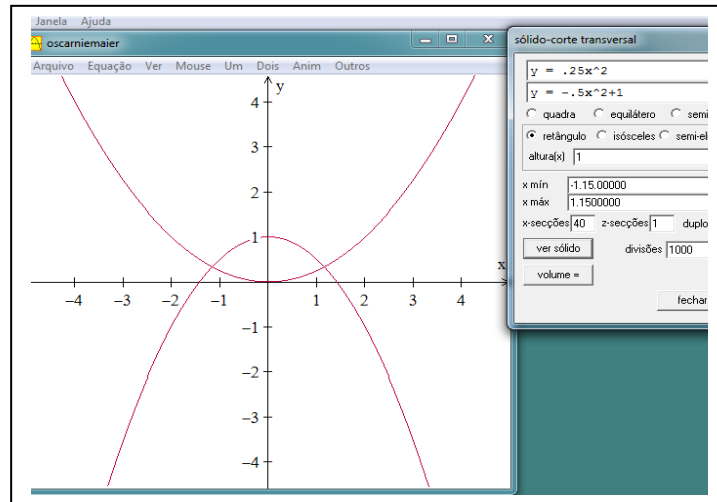 Janela Ajuda
oscarniemaier
Arquivo Equação Ver Mouse Um Dois Anim Outros
y
4
3
2
1
x
−4 −3 −2 −1 1 2 3 4
−1
−2
−3
−4
sólido-corte transversal
y = .25x^2
y = -.5x^2+1
quadra equilátero semi
retângulo isósceles semi-el
altura(x) 1
x mín -1.15.00000
x máx 1.1500000
x-secções 40 z-secções 1 duplo
ver sólido divisões 1000
volume =
fechar